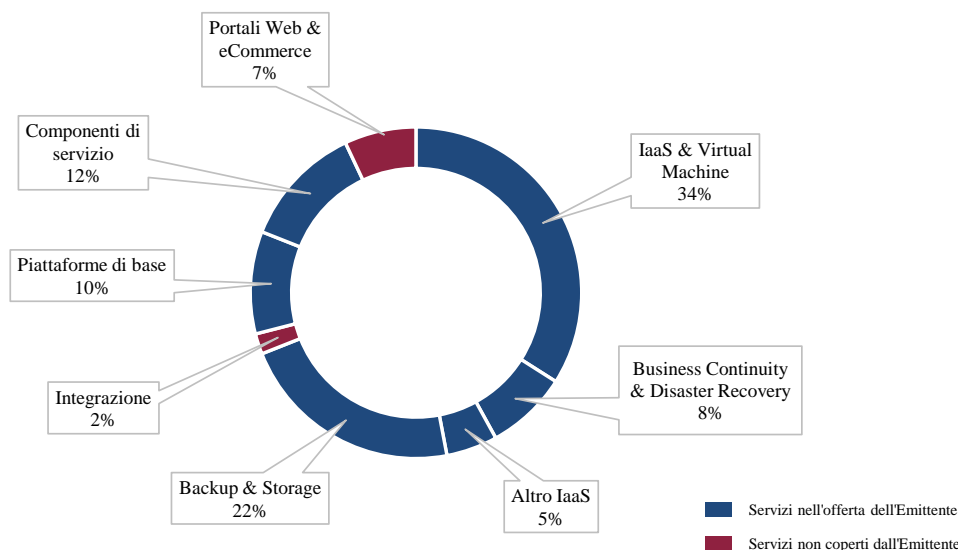 Portali Web &
eCommerce
7%
Componenti di
servizio
12%
IaaS & Virtual
Machine
34%
Piattaforme di base
10%
Business Continuity
& Disaster Recovery
8%
Integrazione
2%
Backup & Storage
22%
Altro IaaS
5%
Servizi nell'offerta dell'Emittente
Servizi non coperti dall'Emittente